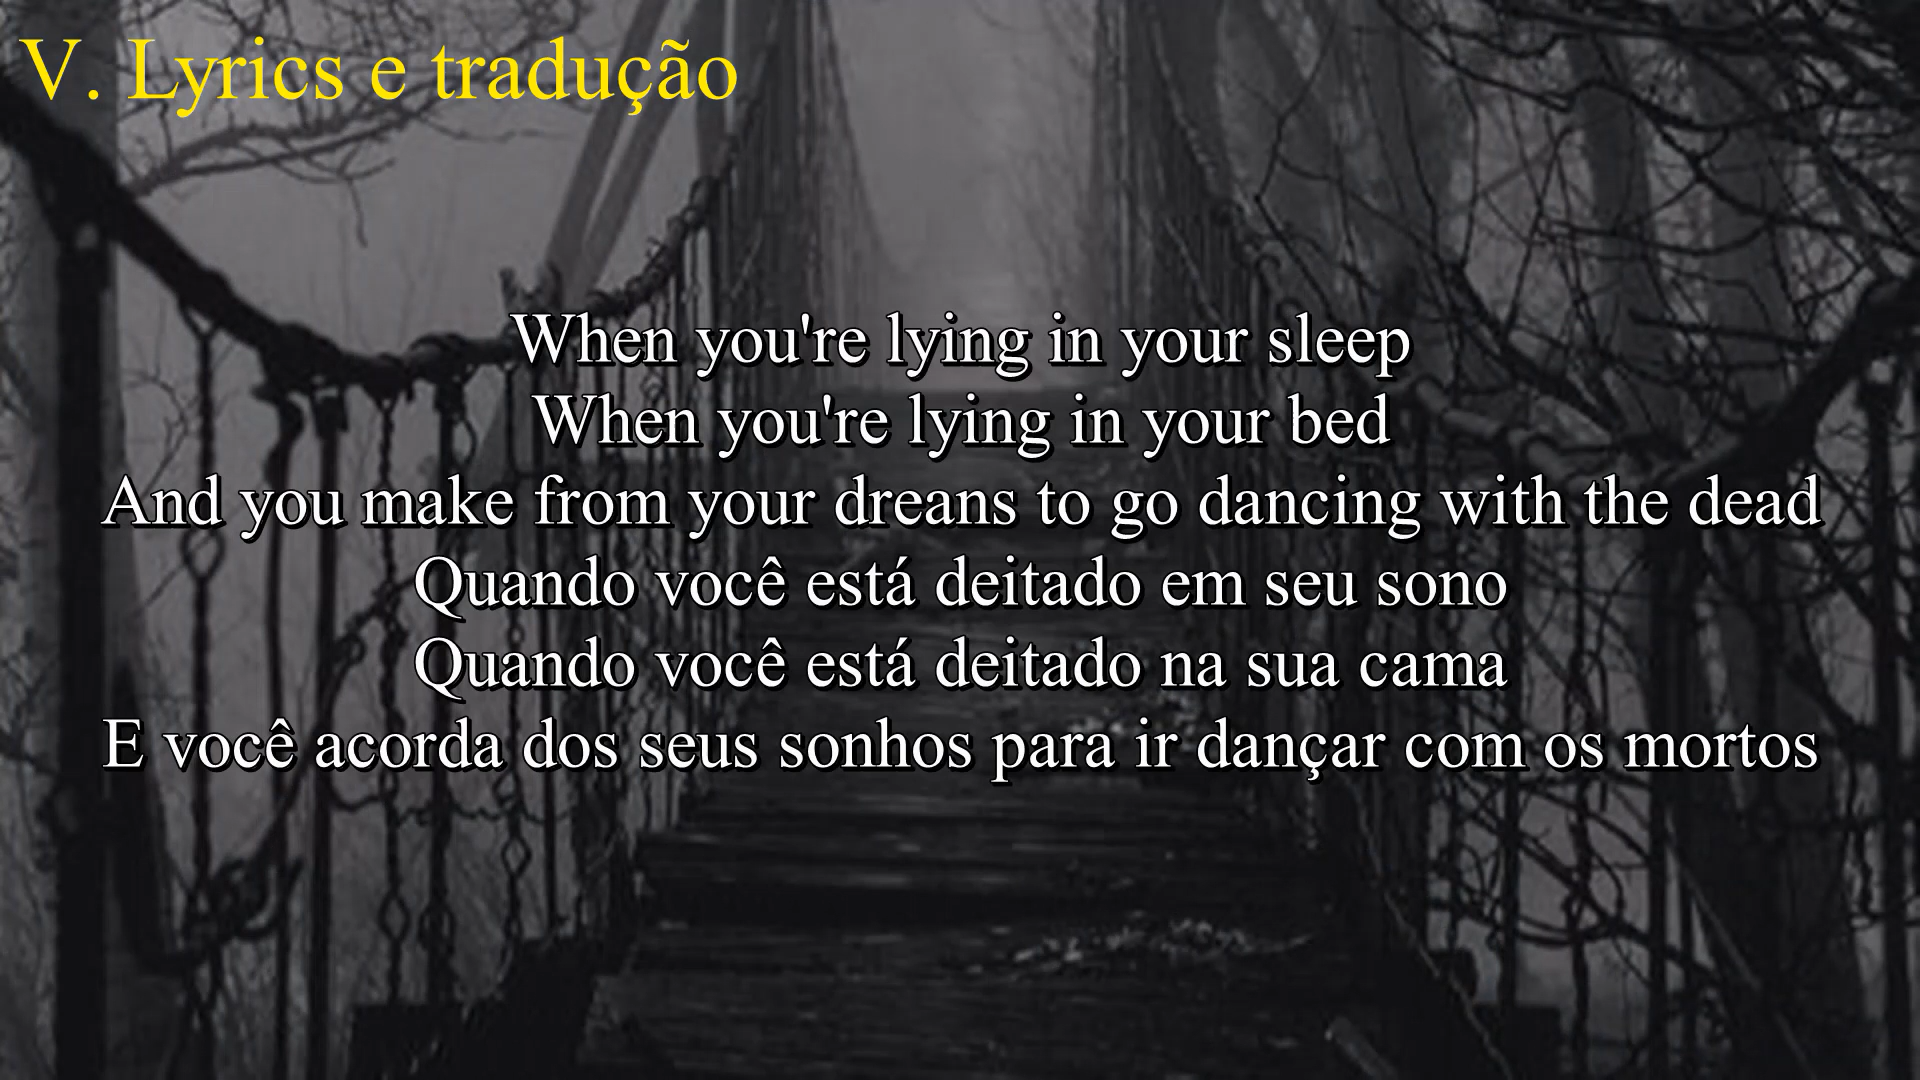 V. Lyrics e tradução
When you're lying in your sleep
When you're lying in your bed
And you make from your dreans to go dancing with the dead
Quando você está deitado em seu sono
Quando você está deitado na sua cama
E você acorda dos seus sonhos para ir dançar com os mortos